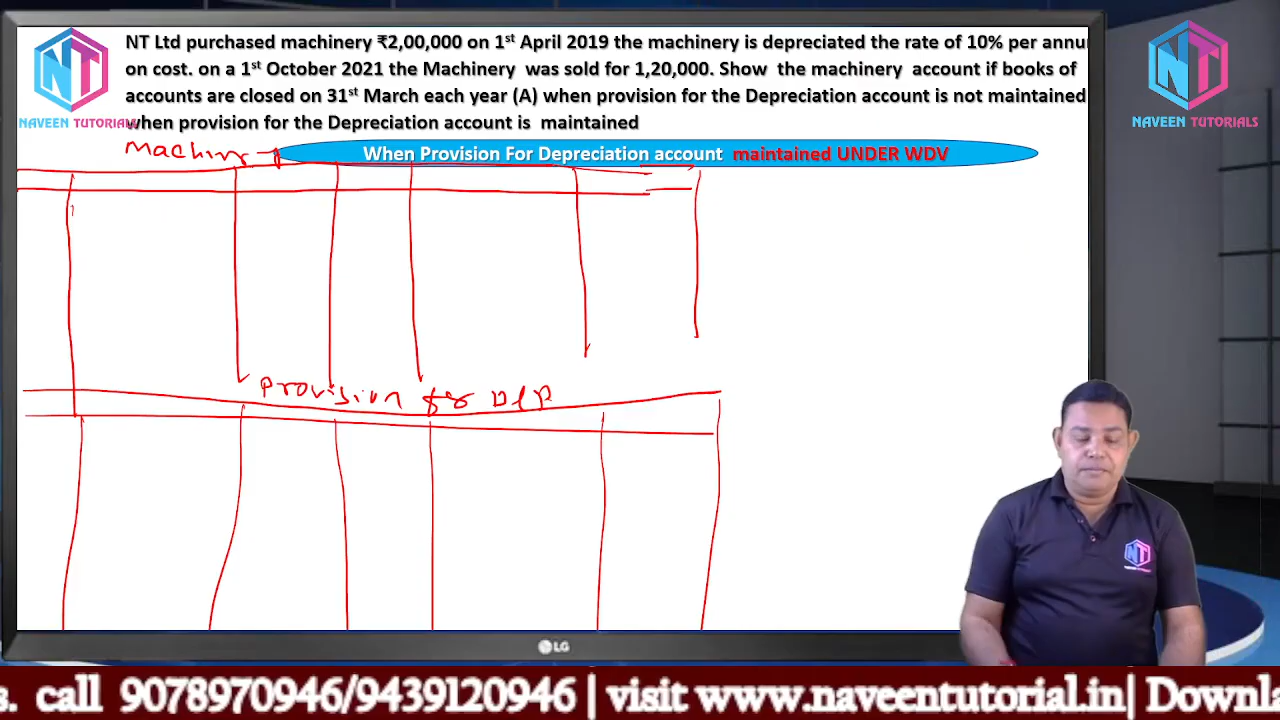 NT Ltd purchased machinery ₹2,00,000 on 1st April 2019 the machinery is depreciated the rate of 10% per annu
on cost. on a 1st October 2021 the Machinery was sold for 1,20,000. Show the machinery account if books of
accounts are closed on 31st March each year (A) when provision for the Depreciation account is not maintained
when provision for the Depreciation account is maintained
NT
NAVEEN TUTORIALS
NT
NAVEEN TUTORIALS
When Provision For Depreciation account maintained UNDER WDV
Provision for Dep
NT
LG
s. call 9078970946/9439120946 | visit www.naveentutorial.in| Downla